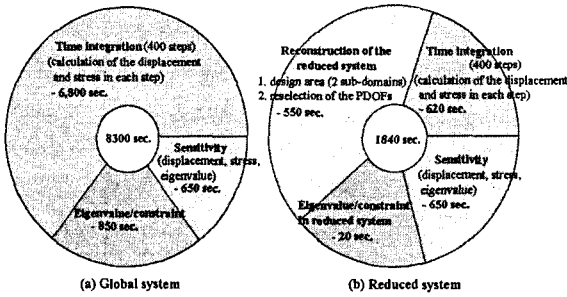 Time integration (400 steps)
(calculation of the displacement
and stress in each step)
- 6,800 sec.
8300 sec.
Sensitivity
(displacement, stress,
eigenvalue)
- 650 sec.
Eigenvalue/constraint
- 850 sec.
(a) Global system
Reconstruction of the
reduced system
1. design area (2 sub-domains)
2. reselection of the PDOFs
- 550 sec.
Time integration
(400 steps)
(calculation of the displacement
and stress in each step)
- 620 sec.
1840 sec.
Sensitivity
(displacement, stress,
eigenvalue)
- 650 sec.
Eigenvalue/constraint
in reduced system
- 20 sec.
(b) Reduced system